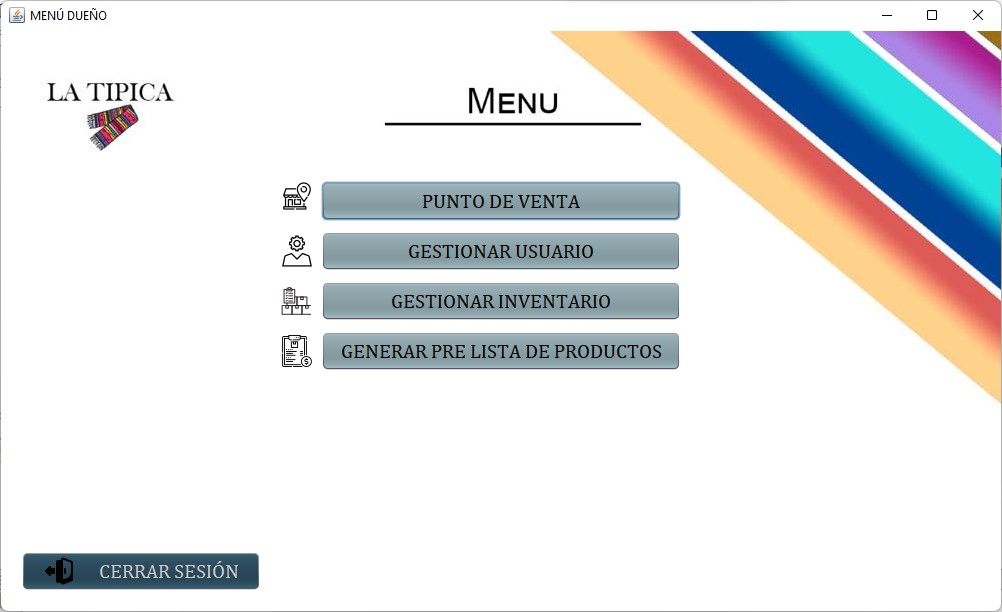 MENÚ DUEÑO
LA TIPICA
MENU
PUNTO DE VENTA
GESTIONAR USUARIO
GESTIONAR INVENTARIO
GENERAR PRE LISTA DE PRODUCTOS
CERRAR SESIÓN